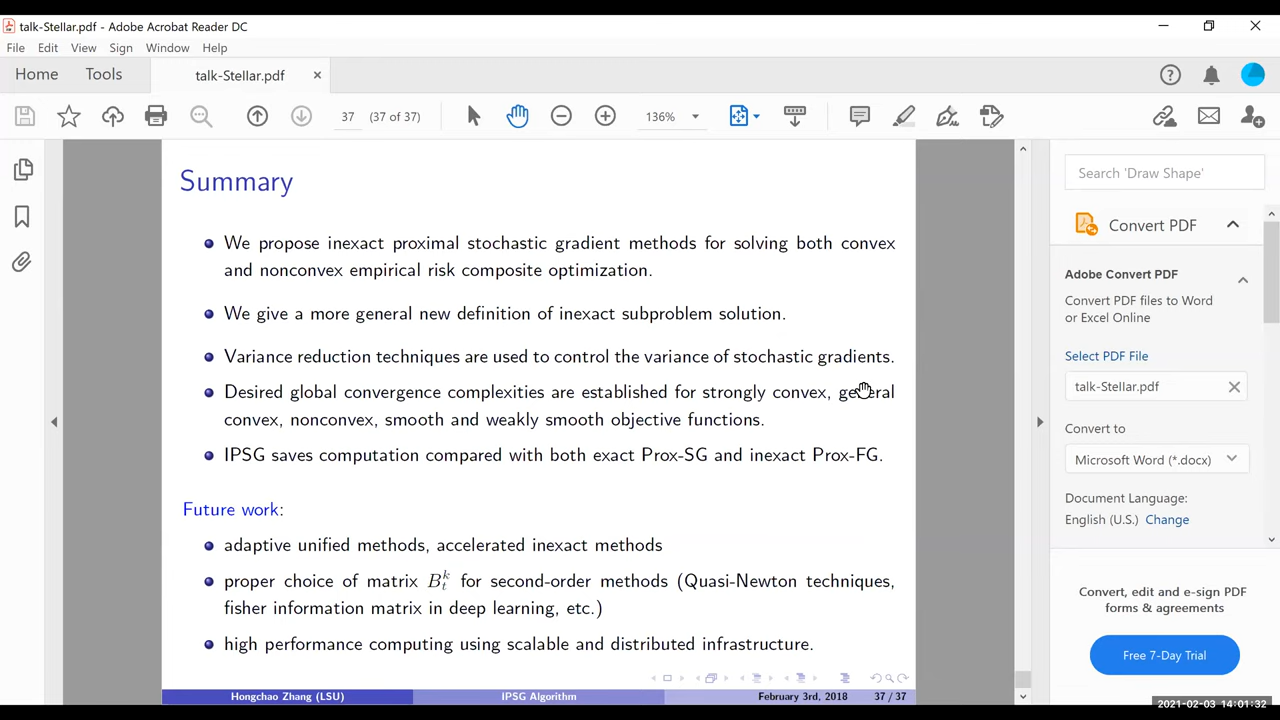 talk-Stellar.pdf - Adobe Acrobat Reader DC
File Edit View Sign Window Help
Home Tools talk-Stellar.pdf ×
37 (37 of 37) 136%
Search 'Draw Shape'
Summary
Convert PDF
We propose inexact proximal stochastic gradient methods for solving both convex
and nonconvex empirical risk composite optimization.
Adobe Convert PDF
Convert PDF files to Word
or Excel Online
We give a more general new definition of inexact subproblem solution.
Variance reduction techniques are used to control the variance of stochastic gradients.
Select PDF File
talk-Stellar.pdf
Desired global convergence complexities are established for strongly convex, general
convex, nonconvex, smooth and weakly smooth objective functions.
Convert to
IPSG saves computation compared with both exact Prox-SG and inexact Prox-FG.
Microsoft Word (*.docx)
Document Language:
English (U.S.) Change
Future work:
adaptive unified methods, accelerated inexact methods
proper choice of matrix B_t^k for second-order methods (Quasi-Newton techniques,
fisher information matrix in deep learning, etc.)
high performance computing using scalable and distributed infrastructure.
Convert, edit and e-sign PDF
forms & agreements
Free 7-Day Trial
Hongchao Zhang (LSU) IPSG Algorithm February 3rd, 2018 37 / 37
2021-02-03 14:01:32